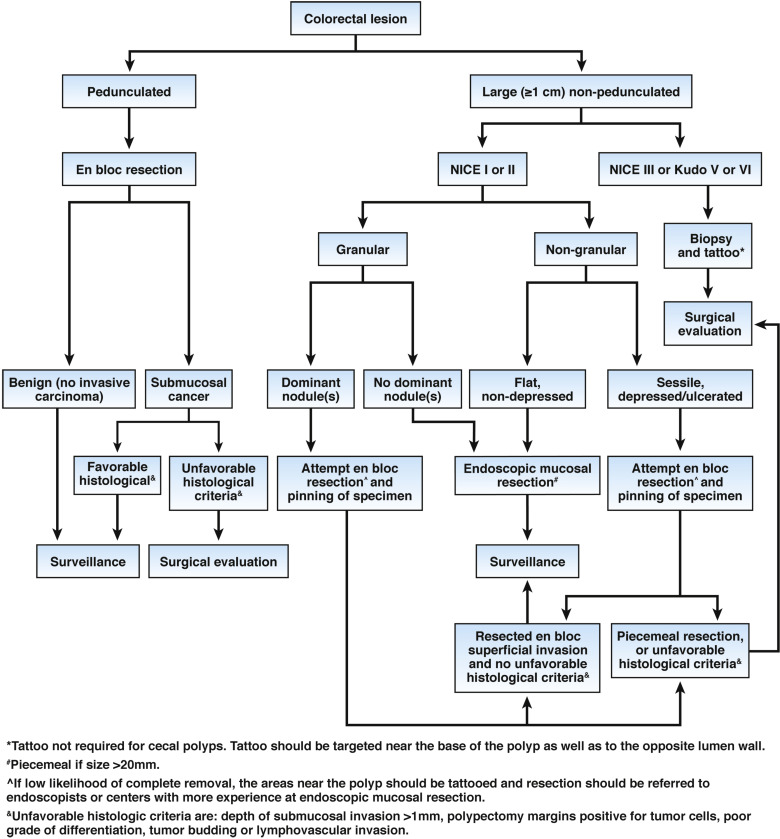 Colorectal lesion
Pedunculated
Large (≥1 cm) non-pedunculated
En bloc resection
NICE I or II
NICE III or Kudo V or VI
Granular
Non-granular
Biopsy
and tattoo*
Surgical
evaluation
Benign (no invasive
carcinoma)
Submucosal
cancer
Dominant
nodule(s)
No dominant
nodule(s)
Flat,
non-depressed
Sessile,
depressed/ulcerated
Favorable
histological&
Unfavorable
histological
criteria&
Attempt en bloc
resection^ and
pinning of specimen
Endoscopic mucosal
resection#
Attempt en bloc
resection^ and
pinning of specimen
Surveillance
Surgical evaluation
Surveillance
Resected en bloc
superficial invasion
and no unfavorable
histological criteria&
Piecemeal resection,
or unfavorable
histological criteria&
*Tattoo not required for cecal polyps. Tattoo should be targeted near the base of the polyp as well as to the opposite lumen wall.
#Piecemeal if size >20mm.
^If low likelihood of complete removal, the areas near the polyp should be tattooed and resection should be referred to
endoscopists or centers with more experience at endoscopic mucosal resection.
&Unfavorable histologic criteria are: depth of submucosal invasion >1mm, polypectomy margins positive for tumor cells, poor
grade of differentiation, tumor budding or lymphovascular invasion.